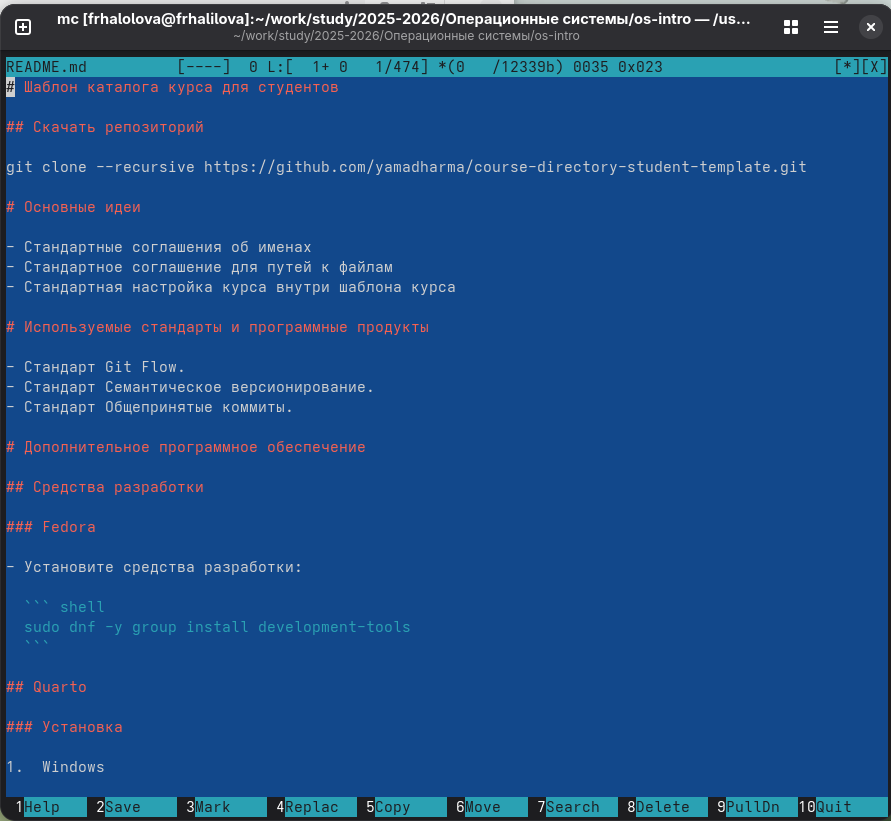 mc [frhalolova@frhalilova]:~/work/study/2025-2026/Операционные системы/os-intro — /us...
~/work/study/2025-2026/Операционные системы/os-intro
README.md [----] 0 L:[ 1+ 0 1/474] *(0 /12339b) 0035 0x023 [*][X]
# Шаблон каталога курса для студентов
## Скачать репозиторий
git clone --recursive https://github.com/yamadharma/course-directory-student-template.git
# Основные идеи
- Стандартные соглашения об именах
- Стандартное соглашение для путей к файлам
- Стандартная настройка курса внутри шаблона курса
# Используемые стандарты и программные продукты
- Стандарт Git Flow.
- Стандарт Семантическое версионирование.
- Стандарт Общепринятые коммиты.
# Дополнительное программное обеспечение
## Средства разработки
### Fedora
- Установите средства разработки:
``` shell
sudo dnf -y group install development-tools
```
## Quarto
### Установка
1. Windows
1Help 2Save 3Mark 4Replac 5Copy 6Move 7Search 8Delete 9PullDn 10Quit